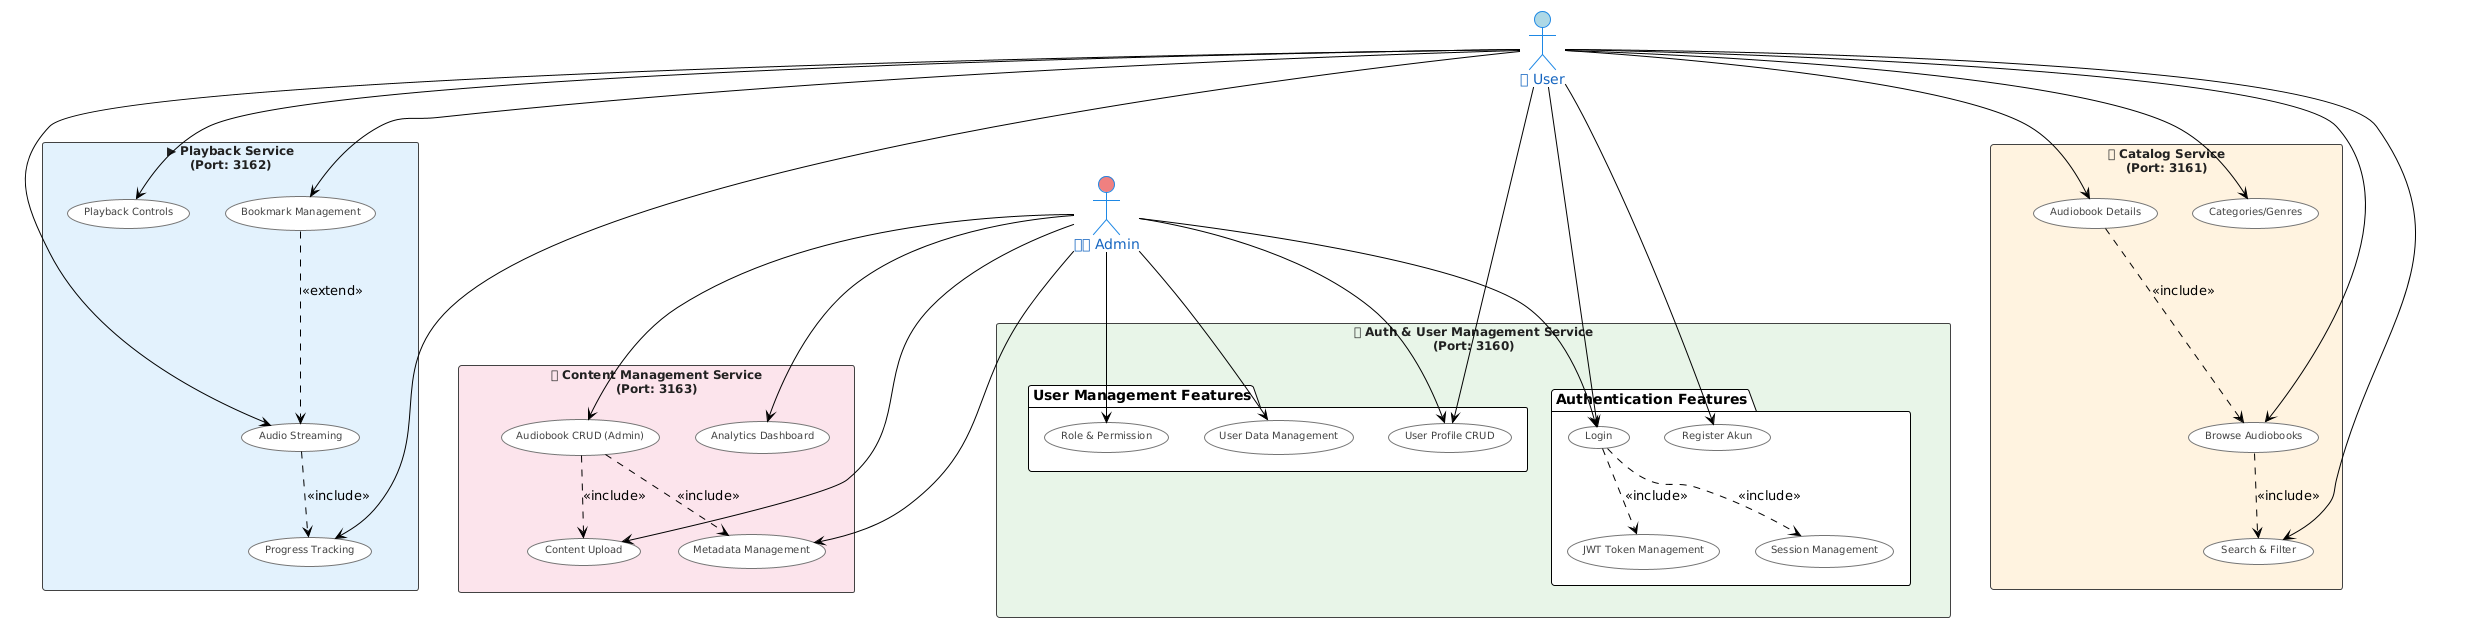 User
Admin
▶ Playback Service
(Port: 3162)
Playback Controls
Bookmark Management
«extend»
Audio Streaming
«include»
Progress Tracking
Content Management Service
(Port: 3163)
Audiobook CRUD (Admin)
Analytics Dashboard
«include»
«include»
Content Upload
Metadata Management
Auth & User Management Service
(Port: 3160)
User Management Features
Role & Permission
User Data Management
User Profile CRUD
Authentication Features
Login
Register Akun
«include»
«include»
JWT Token Management
Session Management
Catalog Service
(Port: 3161)
Audiobook Details
Categories/Genres
«include»
Browse Audiobooks
«include»
Search & Filter